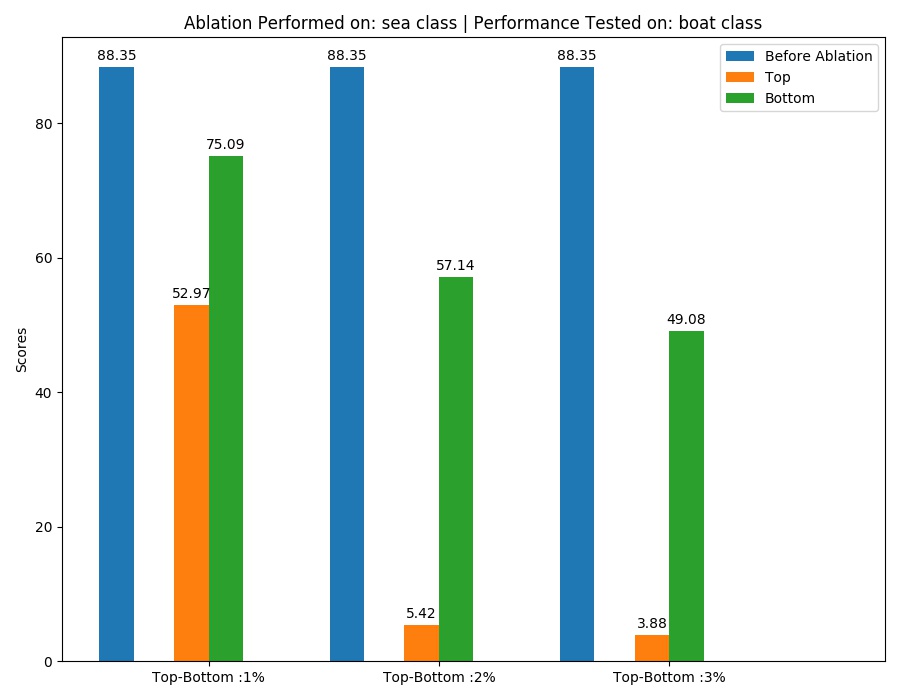 Ablation Performed on: sea class | Performance Tested on: boat class
88.35
88.35
88.35
Before Ablation
Top
Bottom
75.09
52.97
57.14
49.08
5.42
3.88
Scores
80
60
40
20
0
Top-Bottom :1%
Top-Bottom :2%
Top-Bottom :3%